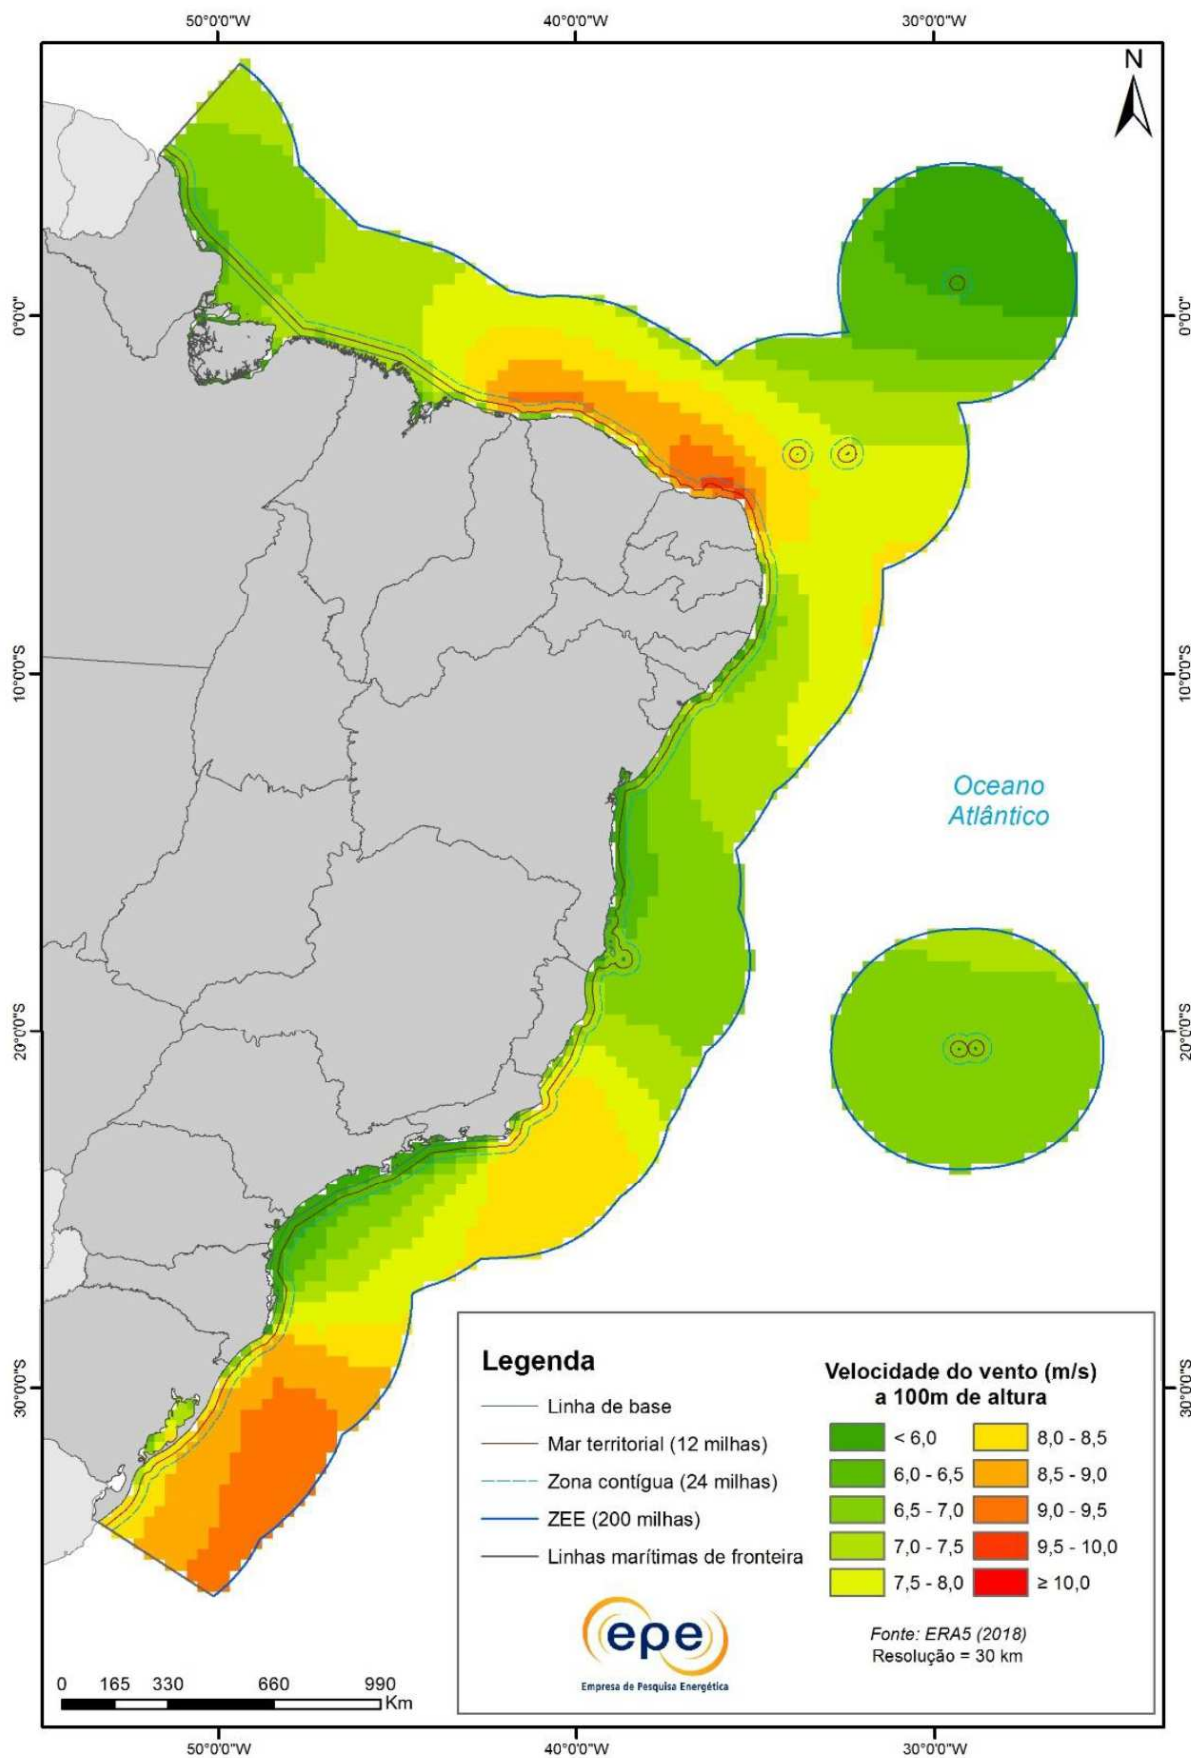 50°0'0"W
40°0'0"W
30°0'0"W
N
0°0'0"
0°0'0"
10°0'0"S
10°0'0"S
Oceano
Atlântico
20°0'0"S
20°0'0"S
30°0'0"S
30°0'0"S
Legenda
Linha de base
Mar territorial (12 milhas)
Zona contígua (24 milhas)
ZEE (200 milhas)
Linhas marítimas de fronteira
Velocidade do vento (m/s)
a 100m de altura
< 6,0
6,0 - 6,5
6,5 - 7,0
7,0 - 7,5
7,5 - 8,0
8,0 - 8,5
8,5 - 9,0
9,0 - 9,5
9,5 - 10,0
≥ 10,0
epe
Empresa de Pesquisa Energética
Fonte: ERA5 (2018)
Resolução = 30 km
0 165 330 660 990
Km
50°0'0"W
40°0'0"W
30°0'0"W